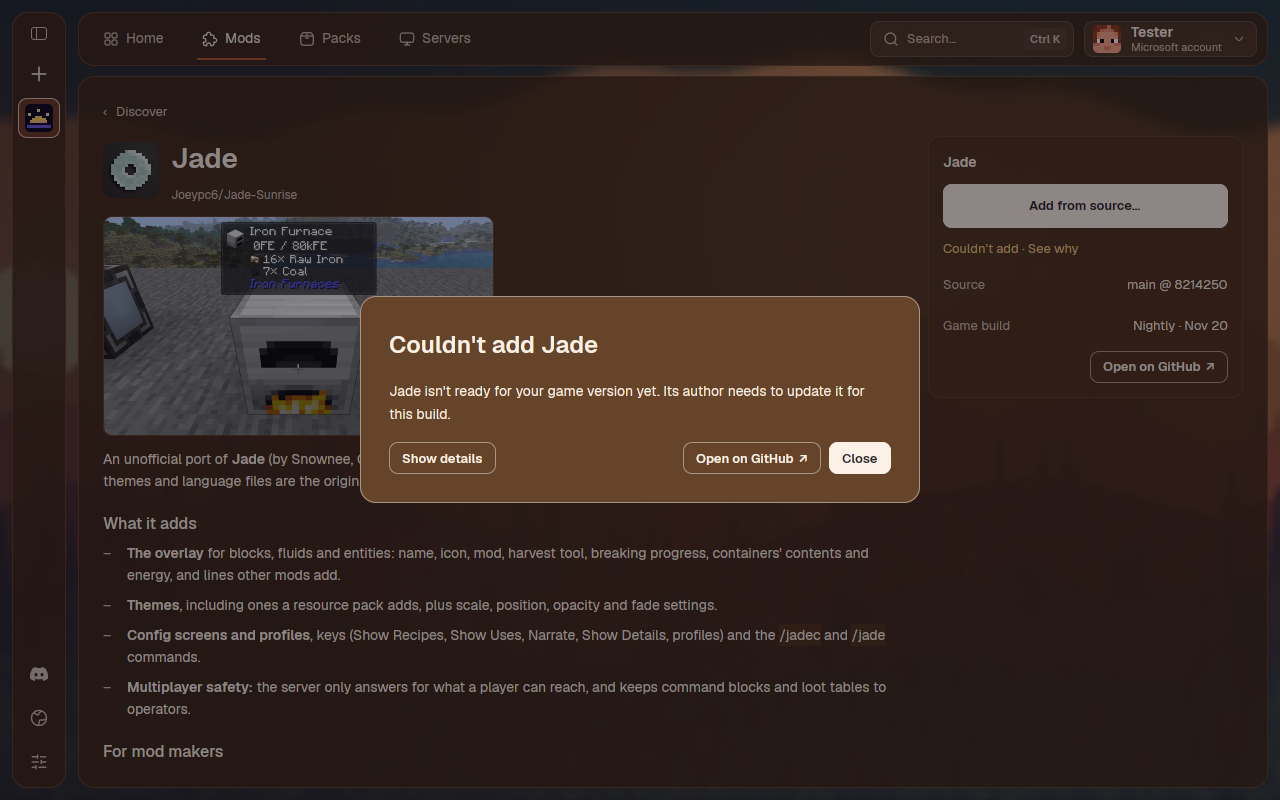 Home
Mods
Packs
Servers
Search...
Ctrl K
Tester
Microsoft account
‹ Discover
Jade
Joeypc6/Jade-Sunrise
Iron Furnace
0FE / 80kFE
16× Raw Iron
7× Coal
Iron Furnaces
Jade
Add from source...
Couldn't add · See why
Source
main @ 8214250
Game build
Nightly · Nov 20
Open on GitHub ↗
Couldn't add Jade
Jade isn't ready for your game version yet. Its author needs to update it for
this build.
Show details
Open on GitHub ↗
Close
An unofficial port of Jade (by Snownee,
themes and language files are the origin
What it adds
– The overlay for blocks, fluids and entities: name, icon, mod, harvest tool, breaking progress, containers' contents and
energy, and lines other mods add.
– Themes, including ones a resource pack adds, plus scale, position, opacity and fade settings.
– Config screens and profiles, keys (Show Recipes, Show Uses, Narrate, Show Details, profiles) and the /jadec and /jade
commands.
– Multiplayer safety: the server only answers for what a player can reach, and keeps command blocks and loot tables to
operators.
For mod makers